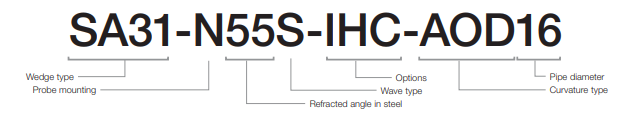 SA31-N55S-IHC-AOD16
Wedge type
Options
Pipe diameter
Probe mounting
Wave type
Curvature type
Refracted angle in steel